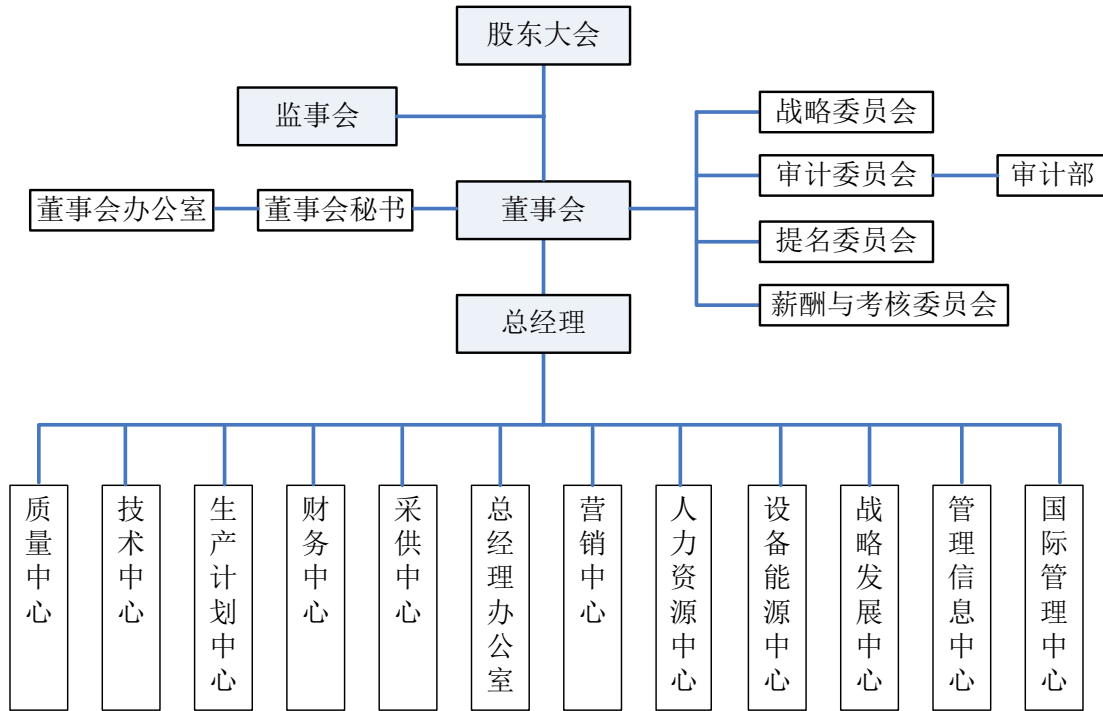 股东大会
监事会
战略委员会
审计委员会
审计部
董事会办公室
董事会秘书
董事会
提名委员会
总经理
薪酬与考核委员会
质量中心
技术中心
生产计划中心
财务中心
采供中心
总经理办公室
营销中心
人力资源中心
设备能源中心
战略发展中心
管理信息中心
国际管理中心